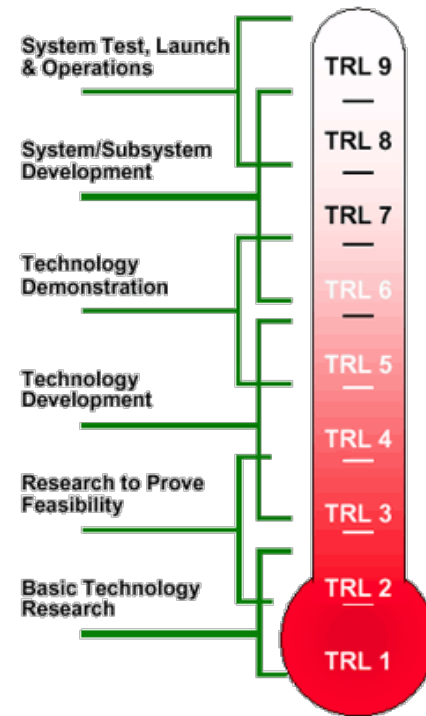 System Test, Launch
& Operations
System/Subsystem
Development
Technology
Demonstration
Technology
Development
Research to Prove
Feasibility
Basic Technology
Research
TRL 9
TRL 8
TRL 7
TRL 6
TRL 5
TRL 4
TRL 3
TRL 2
TRL 1